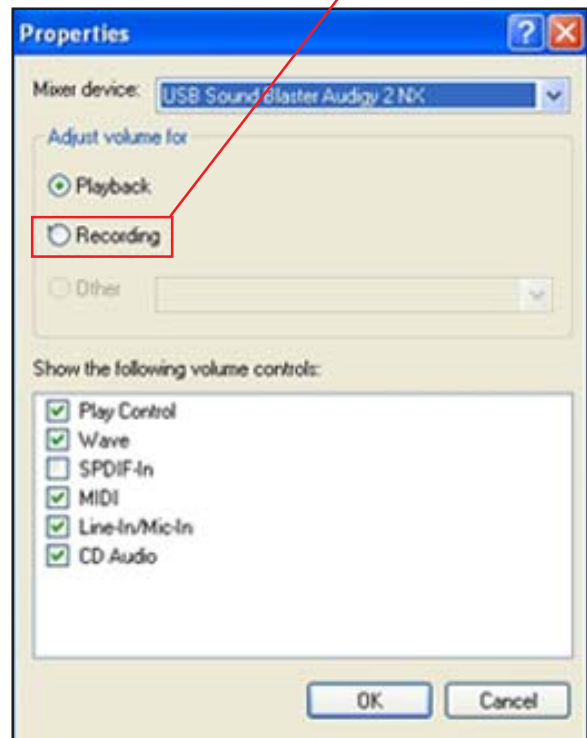 Properties
Mixer device: USB Sound Blaster Audigy 2 NX
Adjust volume for
Playback
Recording
Other
Show the following volume controls:
Play Control
Wave
SPDIF-In
MIDI
Line-In/Mic-In
CD Audio
OK Cancel